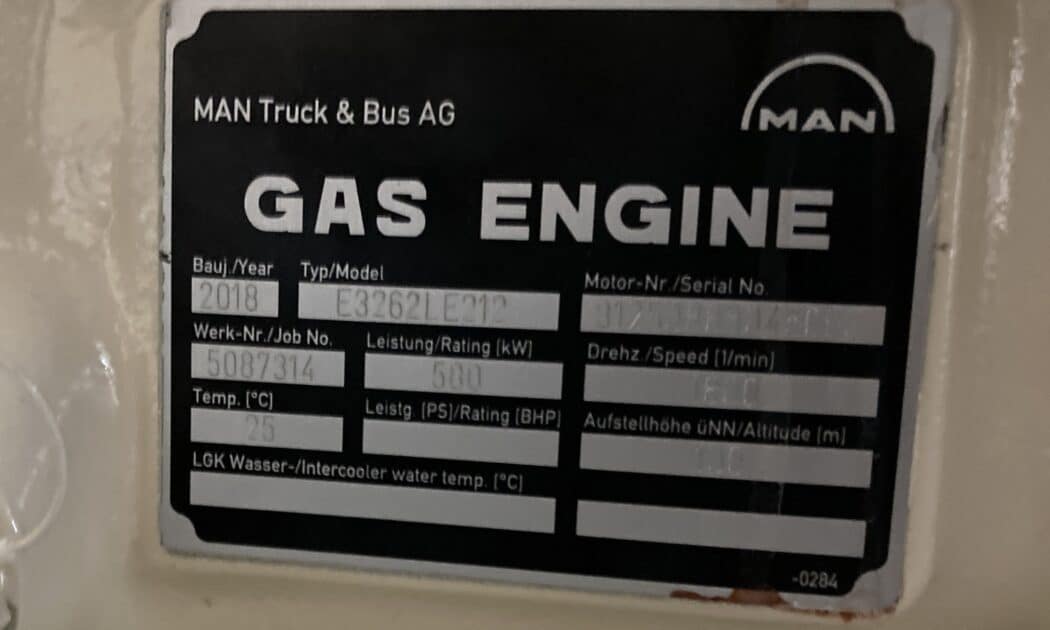 MAN Truck & Bus AG
MAN
GAS ENGINE
Bauj./Year Typ/Model Motor-Nr./Serial No.
2018 E3262LE212
Werk-Nr./Job No. Leistung/Rating (kW) Drehz./Speed (1/min)
5087314 500
Temp. (°C) Leistg. (PS)/Rating (BHP) Aufstellhöhe üNN/Altitude (m)
25
LGK Wasser-/Intercooler water temp. (°C)
-0284